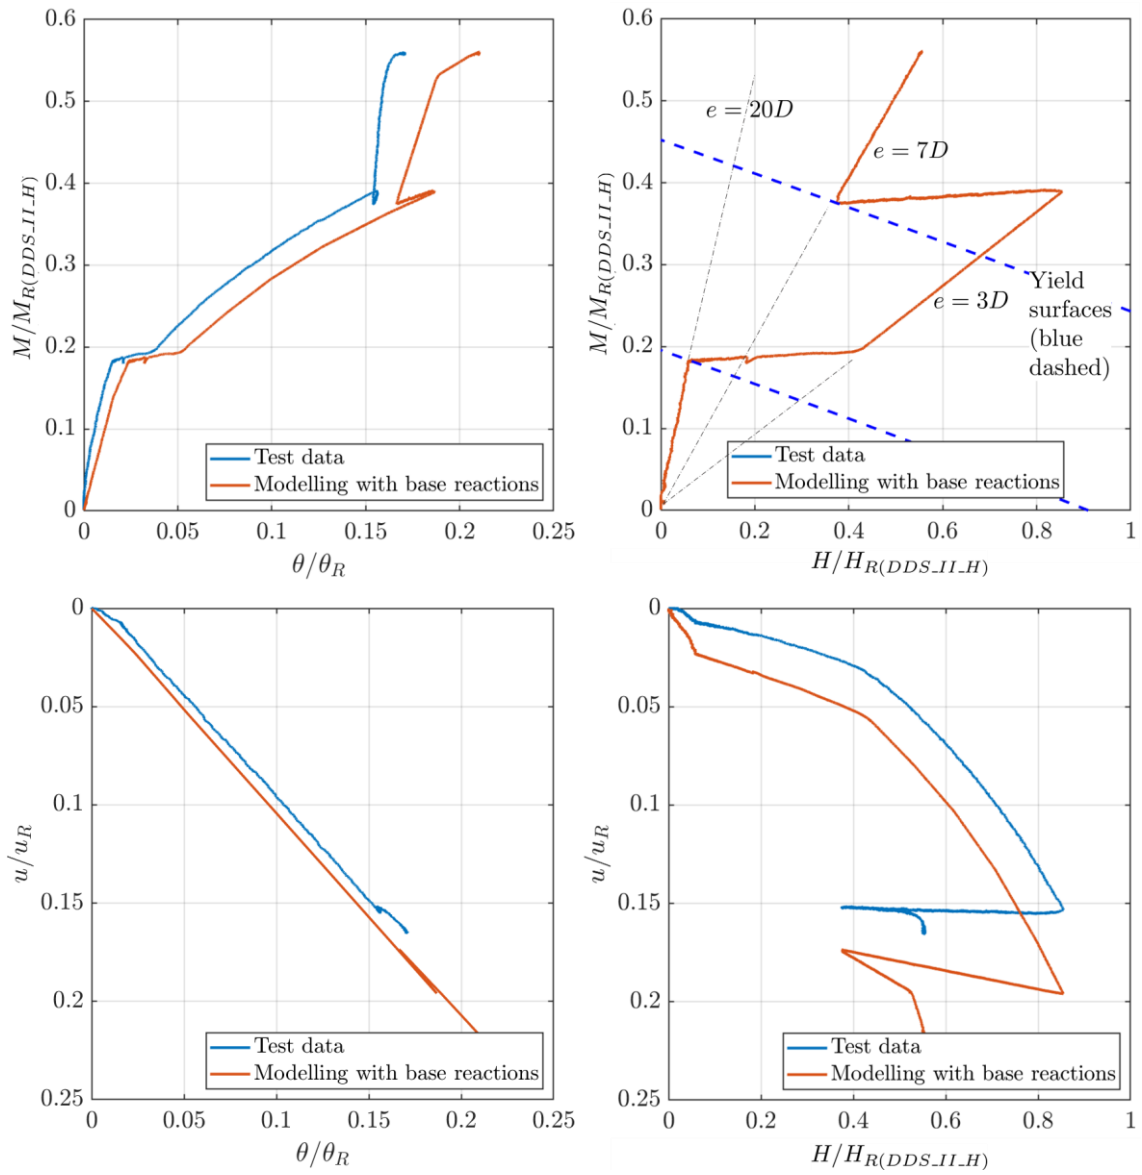 0.6
0.5
0.4
0.3
0.2
0.1
0
M/M_{R(DDS_II_H)}
0 0.05 0.1 0.15 0.2 0.25
θ/θ_R
Test data
Modelling with base reactions
0.6
0.5
0.4
0.3
0.2
0.1
0
M/M_{R(DDS_II_H)}
e = 20D
e = 7D
e = 3D
Yield
surfaces
(blue
dashed)
Test data
Modelling with base reactions
0 0.2 0.4 0.6 0.8 1
H/H_{R(DDS_II_H)}
0
0.05
0.1
0.15
0.2
0.25
u/u_R
Test data
Modelling with base reactions
0 0.05 0.1 0.15 0.2 0.25
θ/θ_R
0
0.05
0.1
0.15
0.2
0.25
u/u_R
Test data
Modelling with base reactions
0 0.2 0.4 0.6 0.8 1
H/H_{R(DDS_II_H)}